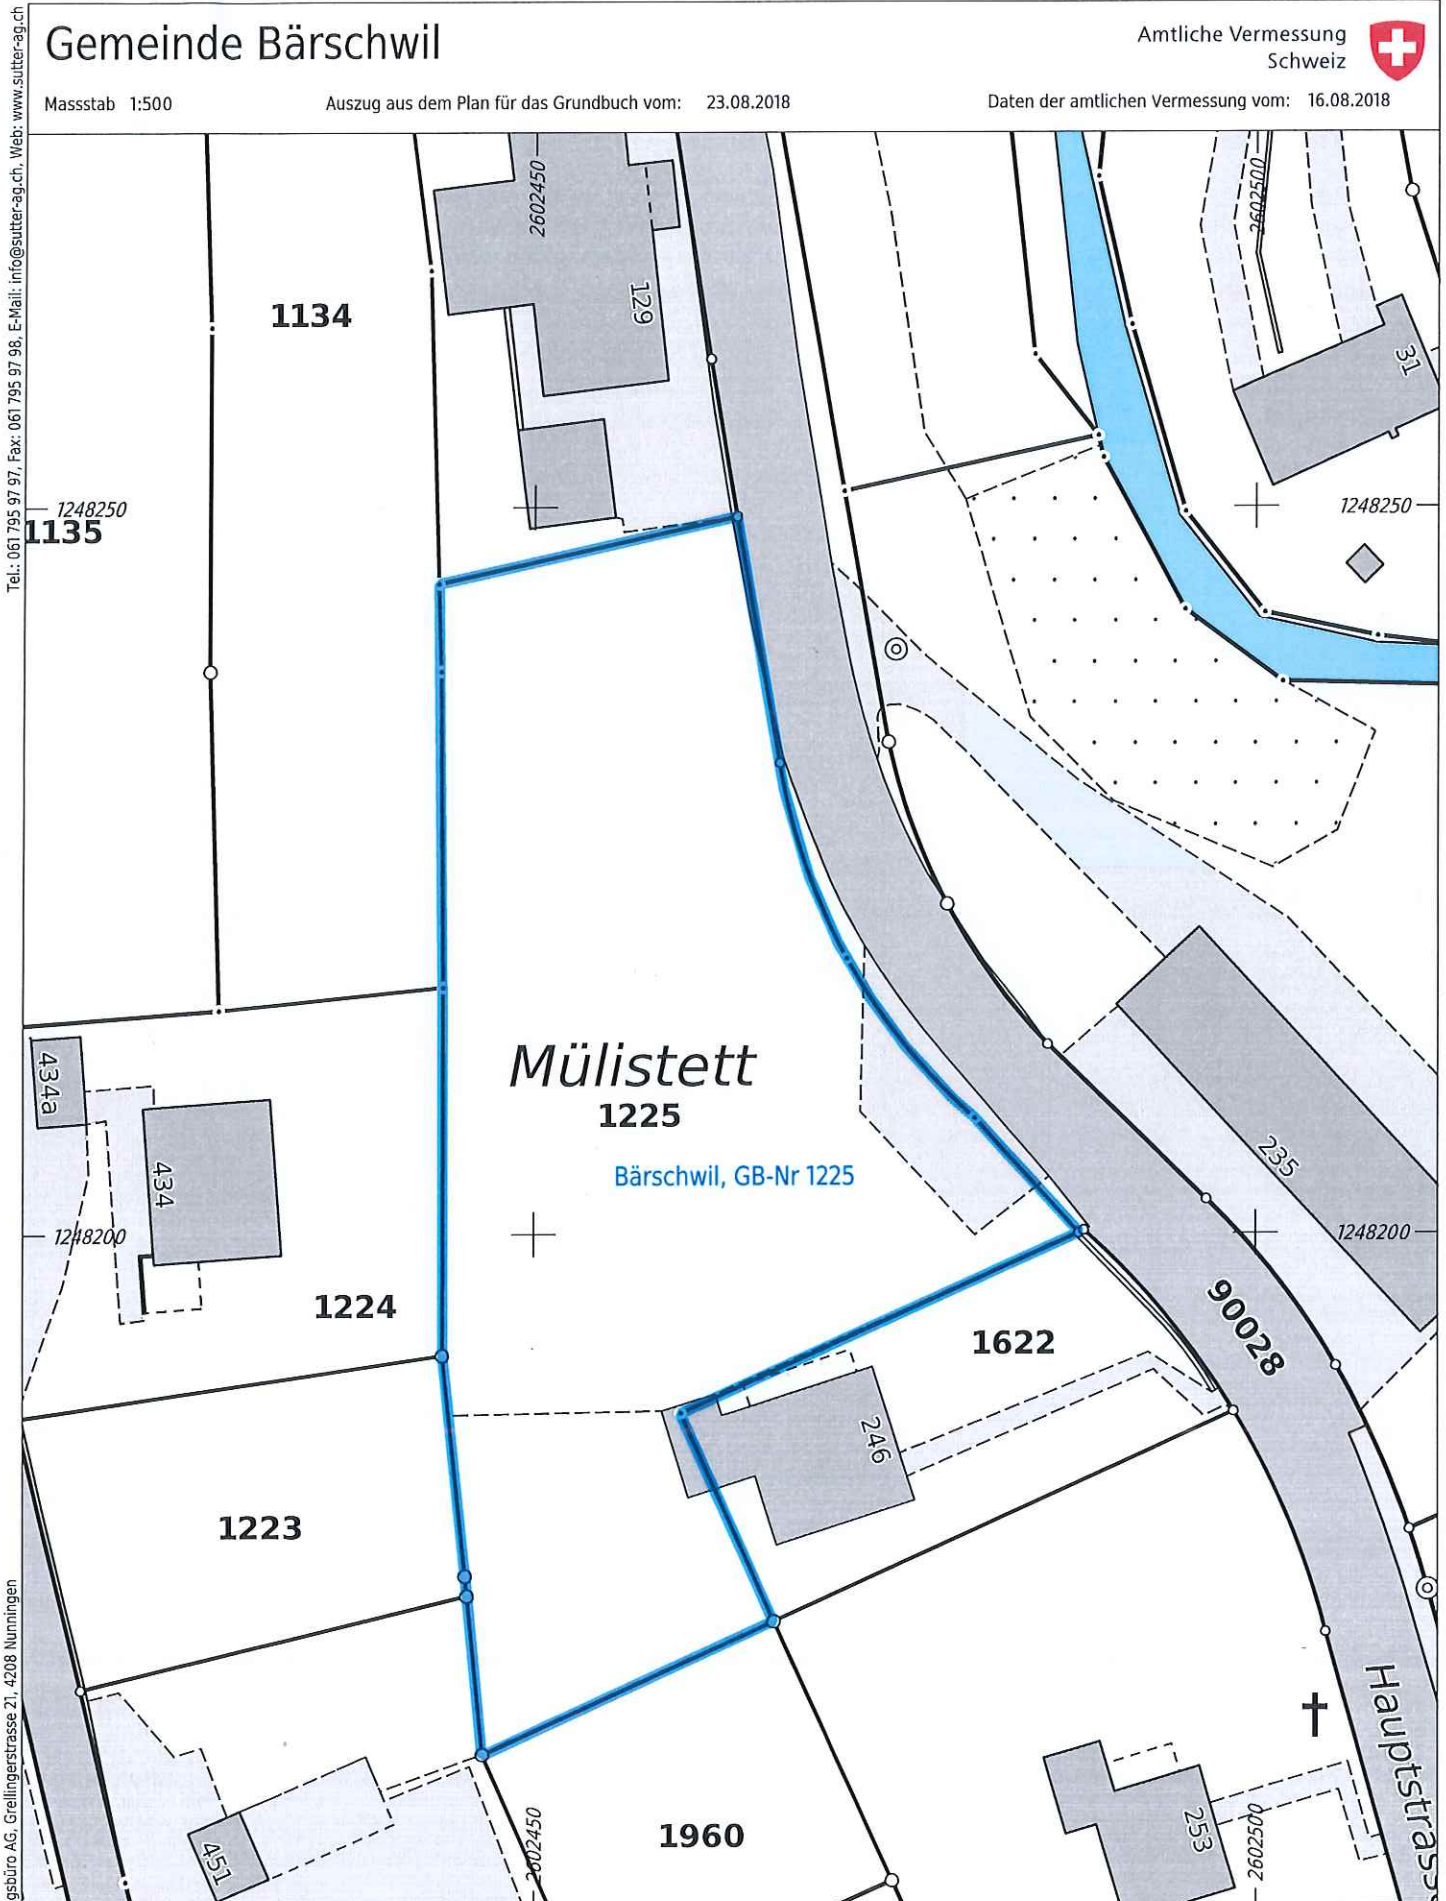 Gemeinde Bärschwil
Amtliche Vermessung
Schweiz
Massstab 1:500
Auszug aus dem Plan für das Grundbuch vom: 23.08.2018
Daten der amtlichen Vermessung vom: 16.08.2018
Tel.: 061 795 97 97, Fax: 061 795 97 98, E-Mail: info@sutter-ag.ch, Web: www.sutter-ag.ch
2602450
2602500
1134
129
31
1248250
1248250
1135
434a
Mülistett
1225
Bärschwil, GB-Nr 1225
235
434
1248200
1248200
1224
1622
90028
246
1223
Hauptstrass
gsbüro AG, Grellingerstrasse 21, 4208 Nunningen
451
2602450
1960
253
2602500